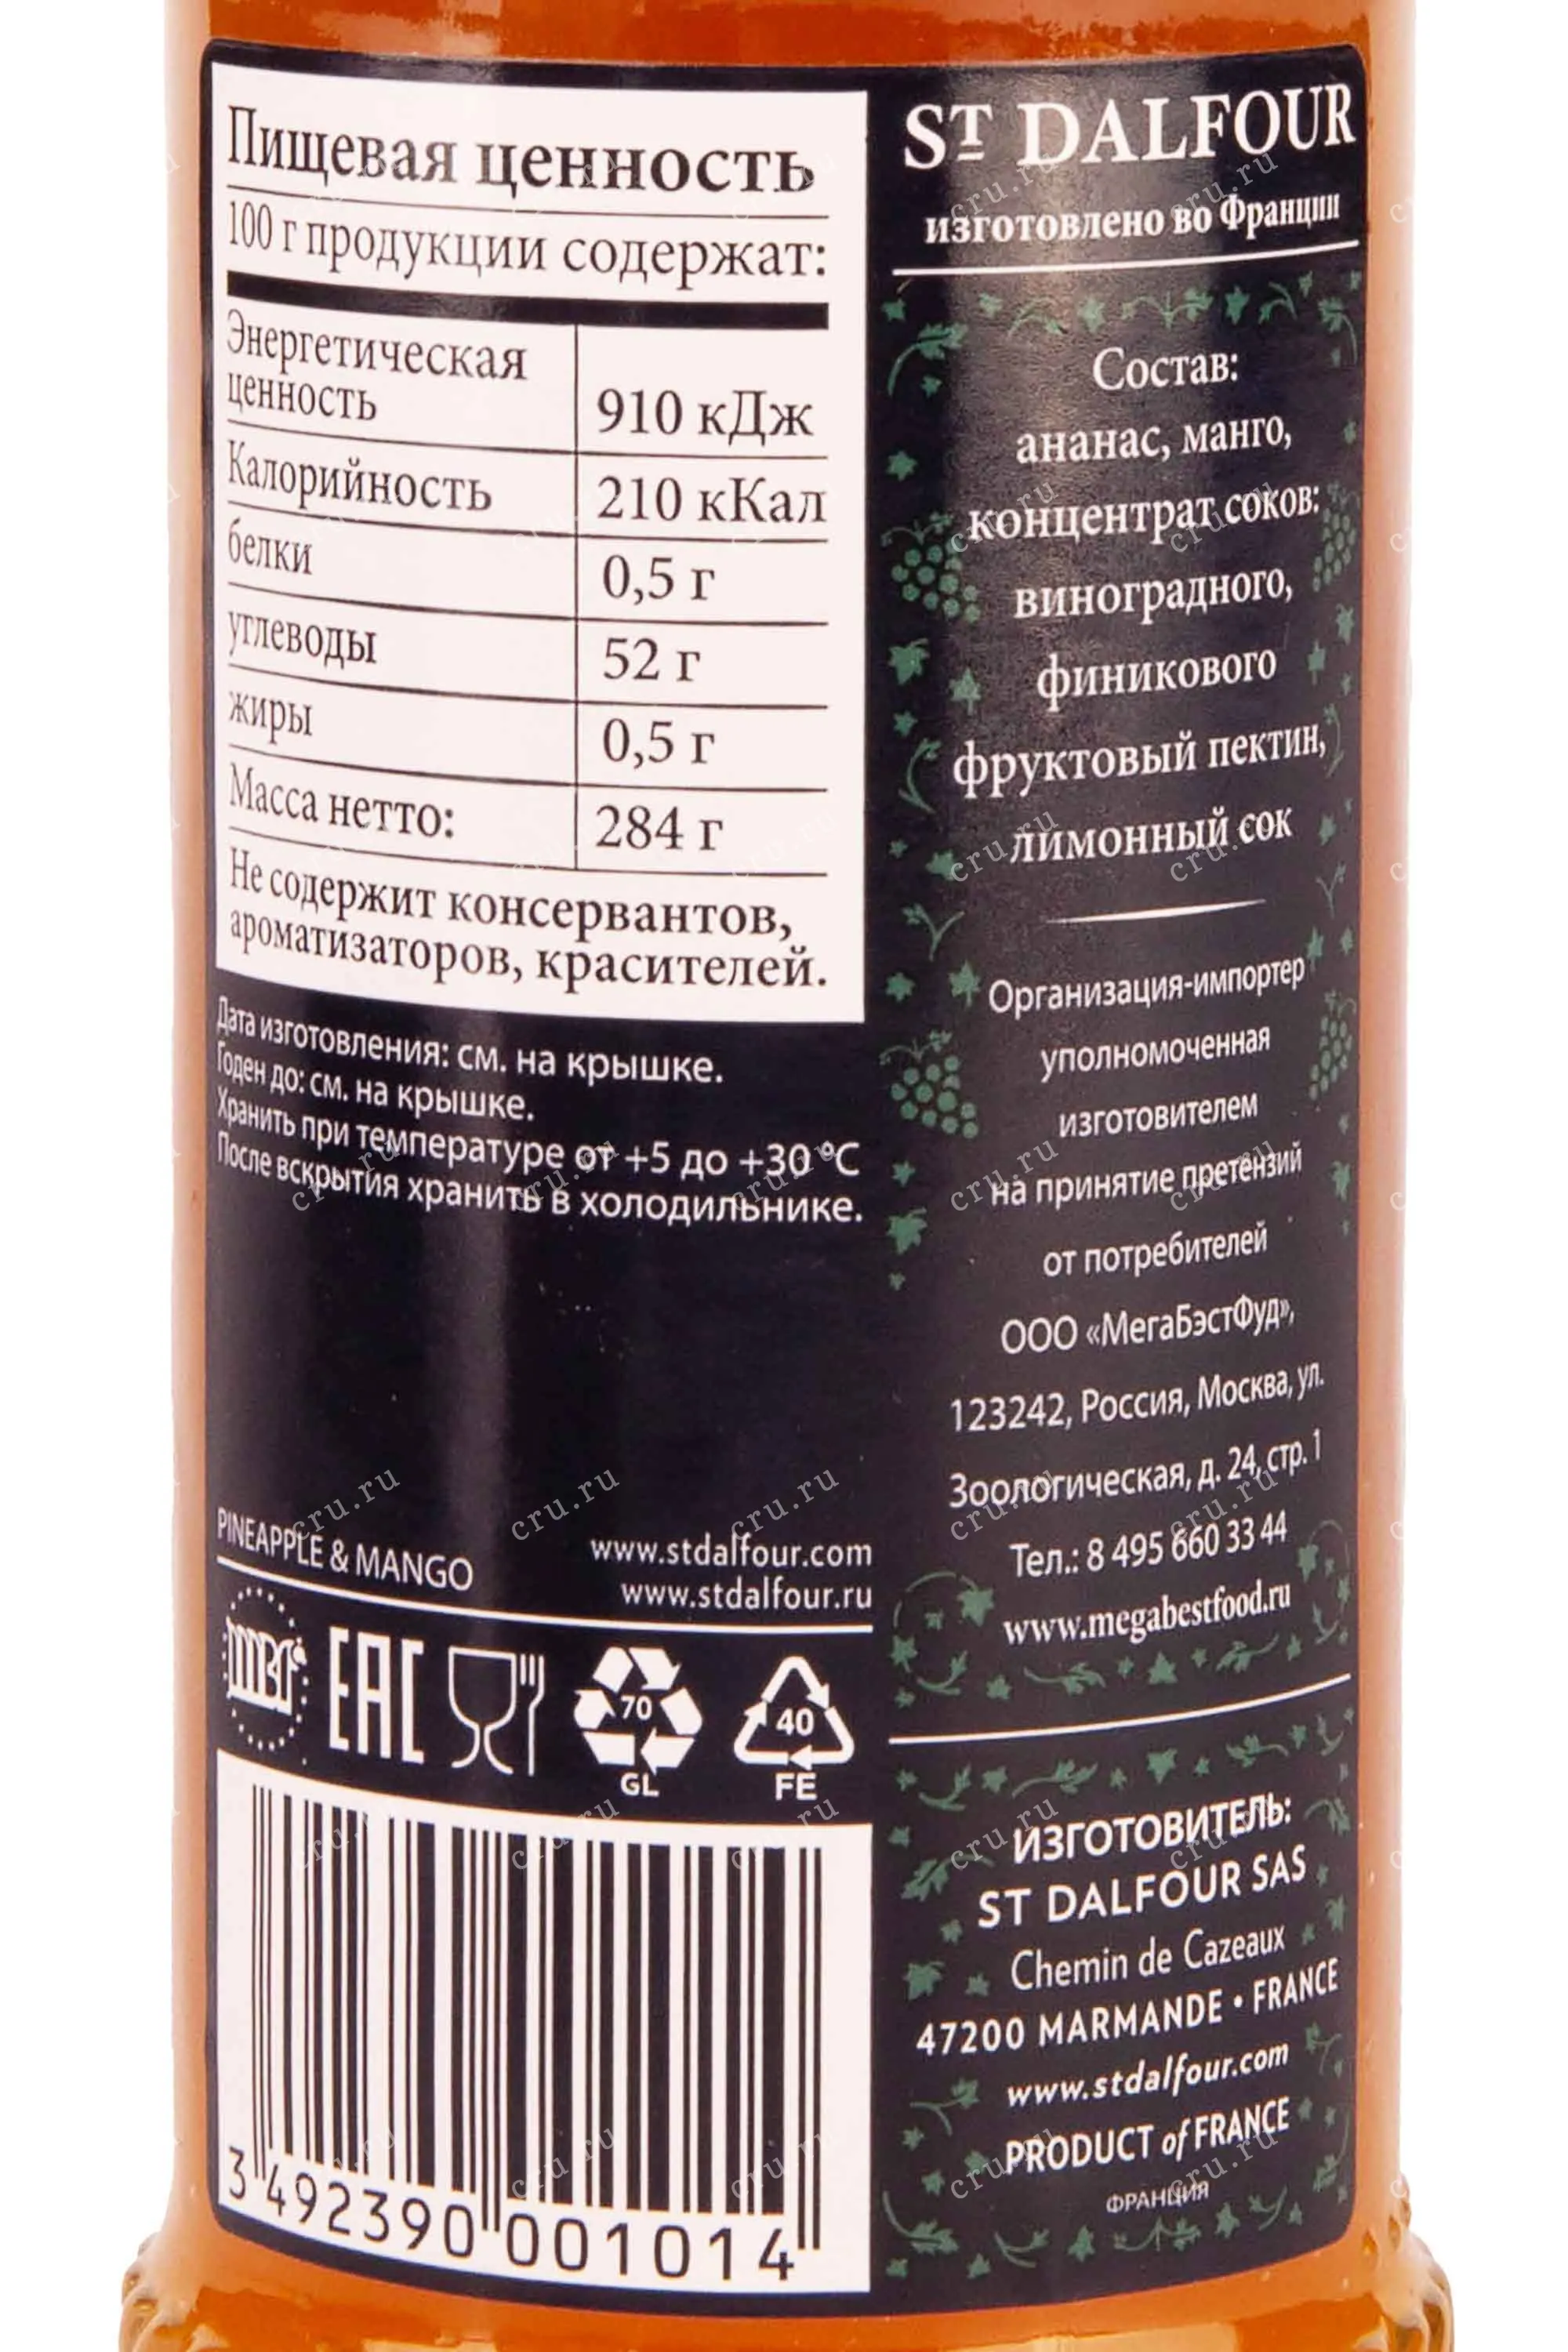 Пищевая ценность
100 г продукции содержат:
Энергетическая
ценность 910 кДж
Калорийность 210 кКал
белки 0,5 г
углеводы 52 г
жиры 0,5 г
Масса нетто: 284 г
Не содержит консервантов,
ароматизаторов, красителей.
Дата изготовления: см. на крышке.
Годен до: см. на крышке.
Хранить при температуре от +5 до +30 °C
После вскрытия хранить в холодильнике.
PINEAPPLE & MANGO
www.stdalfour.com
www.stdalfour.ru
EAC
70
GL
40
FE
3 492390 001014
ST DALFOUR
изготовлено во Франции
Состав:
ананас, манго,
концентрат соков:
виноградного,
финикового
фруктовый пектин,
лимонный сок
Организация-импортер
уполномоченная
изготовителем
на принятие претензий
от потребителей
ООО «МегаБэстФуд»,
123242, Россия, Москва, ул.
Зоологическая, д. 24, стр. 1
Тел.: 8 495 660 33 44
www.megabestfood.ru
ИЗГОТОВИТЕЛЬ:
ST DALFOUR SAS
Chemin de Cazeaux
47200 MARMANDE • FRANCE
www.stdalfour.com
PRODUCT of FRANCE
ФРАНЦИЯ
cru.ru